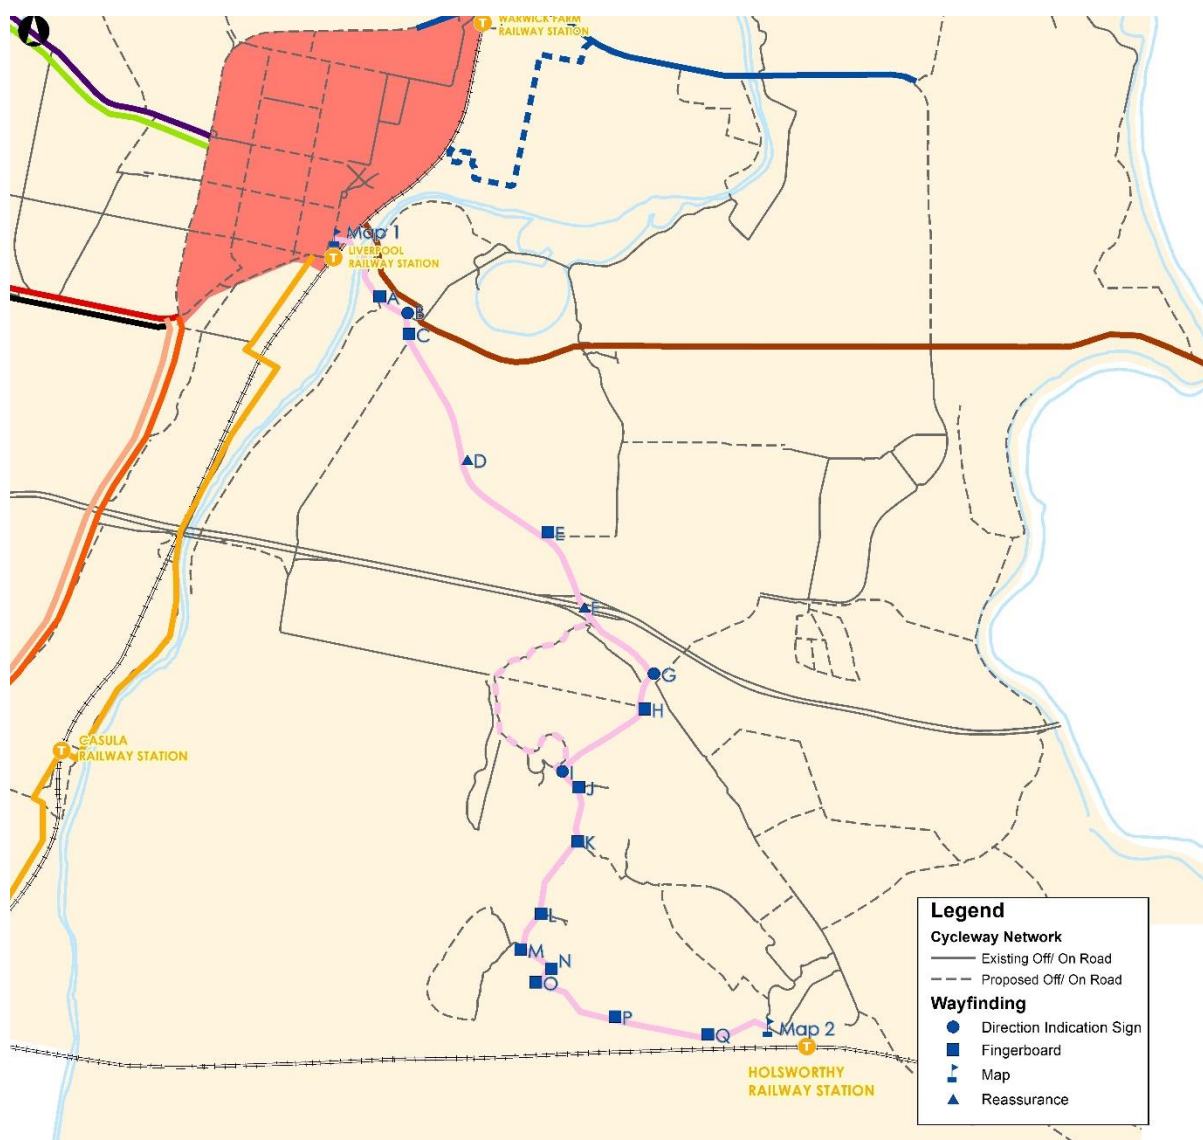 WARWICK FARM
RAILWAY STATION
Map 1
LIVERPOOL
RAILWAY STATION
A
B
C
D
E
F
G
H
I
J
K
L
M
N
O
P
Q
Map 2
CASULA
RAILWAY STATION
HOLSWORTHY
RAILWAY STATION
T
T
T
T
Legend
Cycleway Network
Existing Off/ On Road
Proposed Off/ On Road
Wayfinding
Direction Indication Sign
Fingerboard
Map
Reassurance